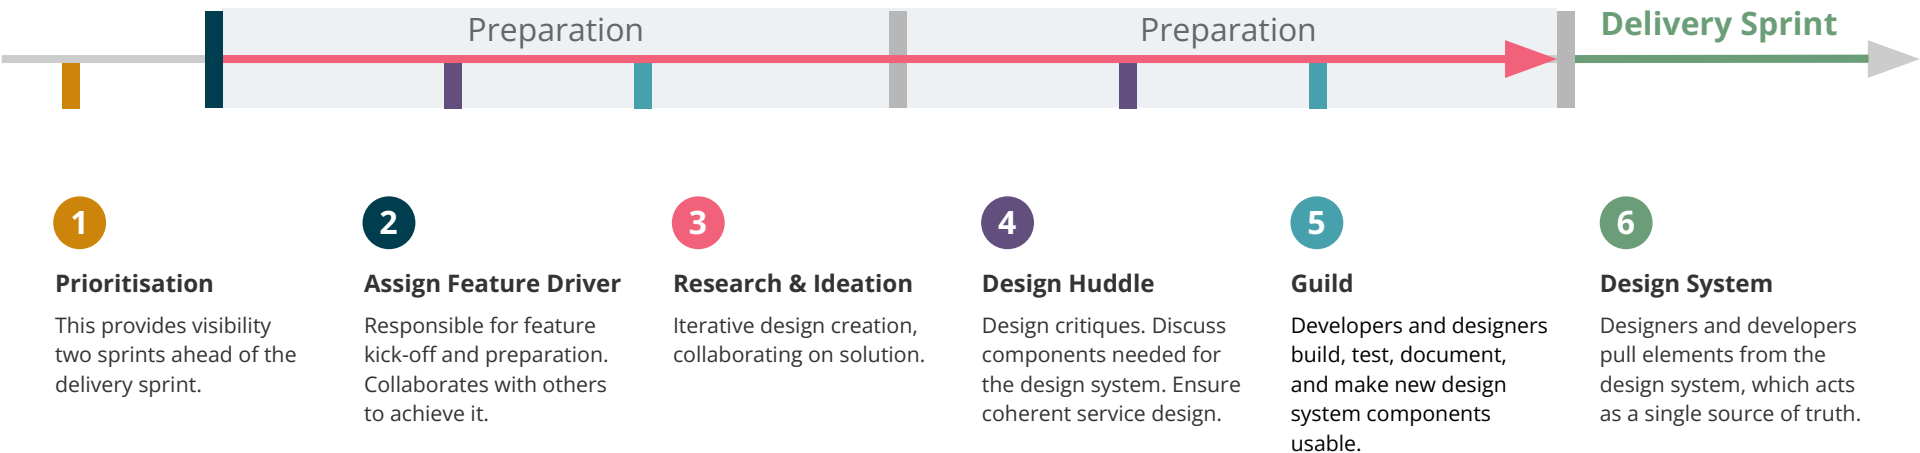 Preparation
Preparation
Delivery Sprint
1
Prioritisation
This provides visibility
two sprints ahead of the
delivery sprint.
2
Assign Feature Driver
Responsible for feature
kick-off and preparation.
Collaborates with others
to achieve it.
3
Research & Ideation
Iterative design creation,
collaborating on solution.
4
Design Huddle
Design critiques. Discuss
components needed for
the design system. Ensure
coherent service design.
5
Guild
Developers and designers
build, test, document,
and make new design
system components
usable.
6
Design System
Designers and developers
pull elements from the
design system, which acts
as a single source of truth.